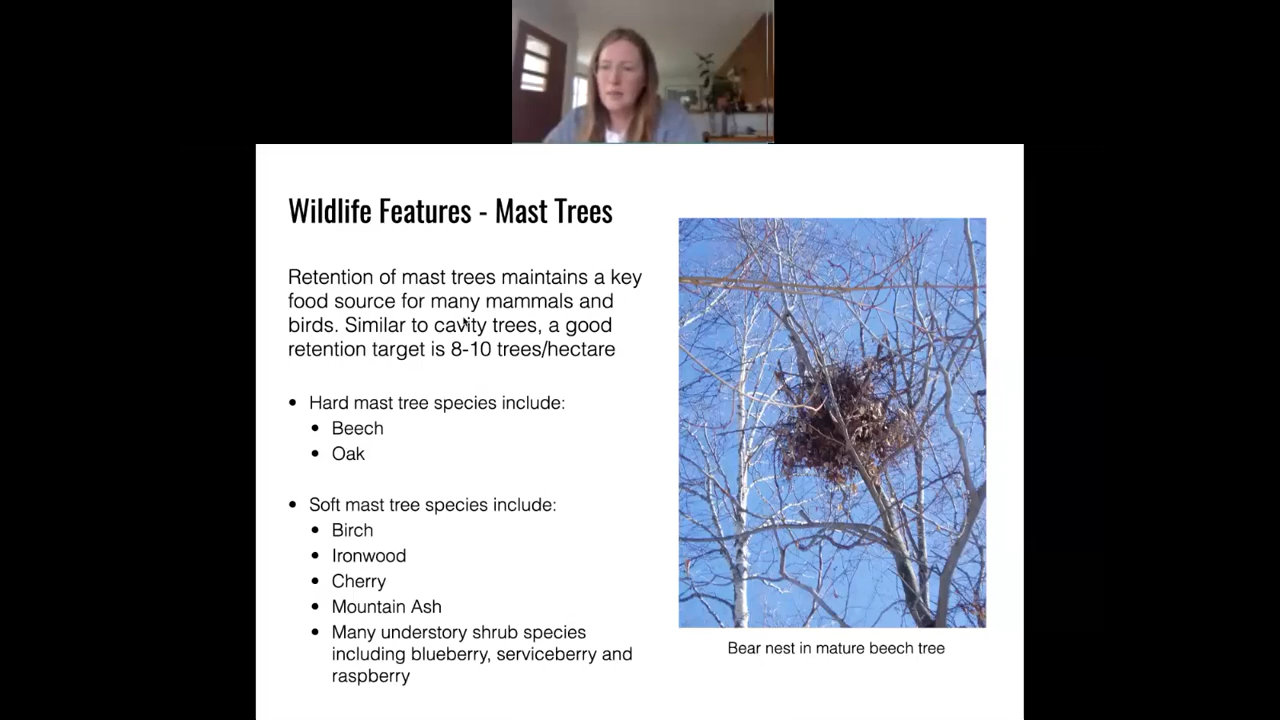 Wildlife Features - Mast Trees
Retention of mast trees maintains a key
food source for many mammals and
birds. Similar to cavity trees, a good
retention target is 8-10 trees/hectare
• Hard mast tree species include:
• Beech
• Oak
• Soft mast tree species include:
• Birch
• Ironwood
• Cherry
• Mountain Ash
• Many understory shrub species
including blueberry, serviceberry and
raspberry
Bear nest in mature beech tree